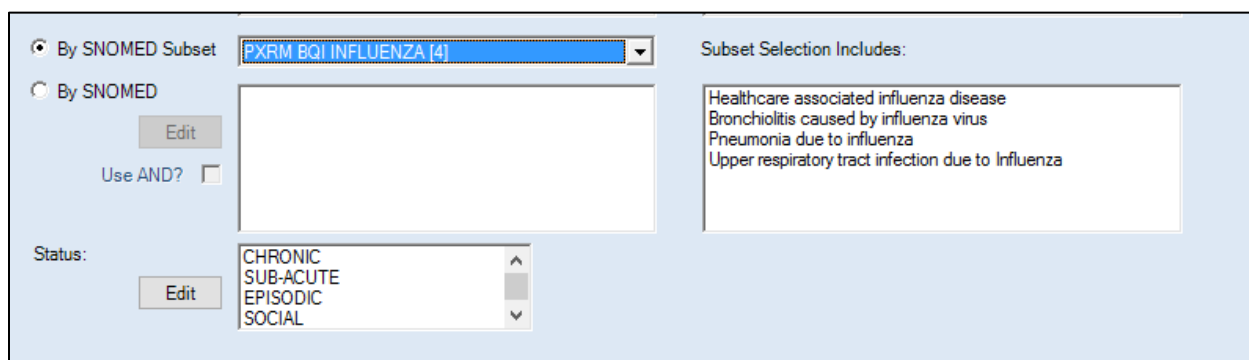 By SNOMED Subset
PXRM BQI INFLUENZA [4]
Subset Selection Includes:
By SNOMED
Edit
Use AND?
Healthcare associated influenza disease
Bronchiolitis caused by influenza virus
Pneumonia due to influenza
Upper respiratory tract infection due to Influenza
Status:
Edit
CHRONIC
SUB-ACUTE
EPISODIC
SOCIAL